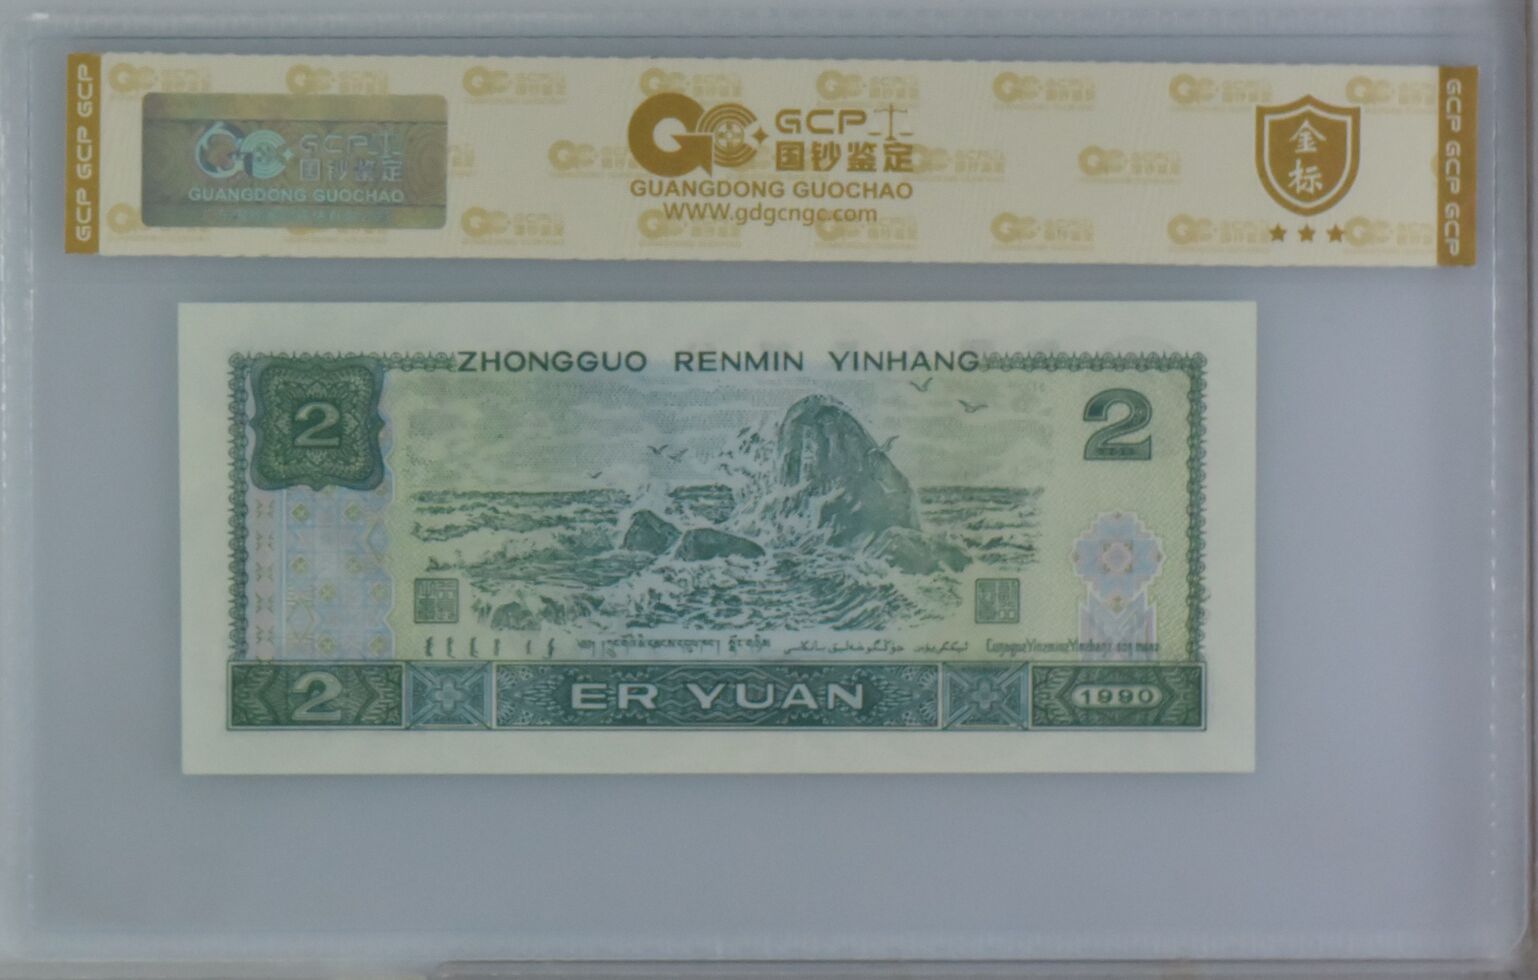 GCP GCP GCP
GCP 国钞鉴定
GUANGDONG GUOCHAO
GCP
国钞鉴定
GUANGDONG GUOCHAO
WWW.gdgcngc.com
金标
GCP GCP GCP
ZHONGGUO RENMIN YINHANG
2
2
2
ER YUAN
1990